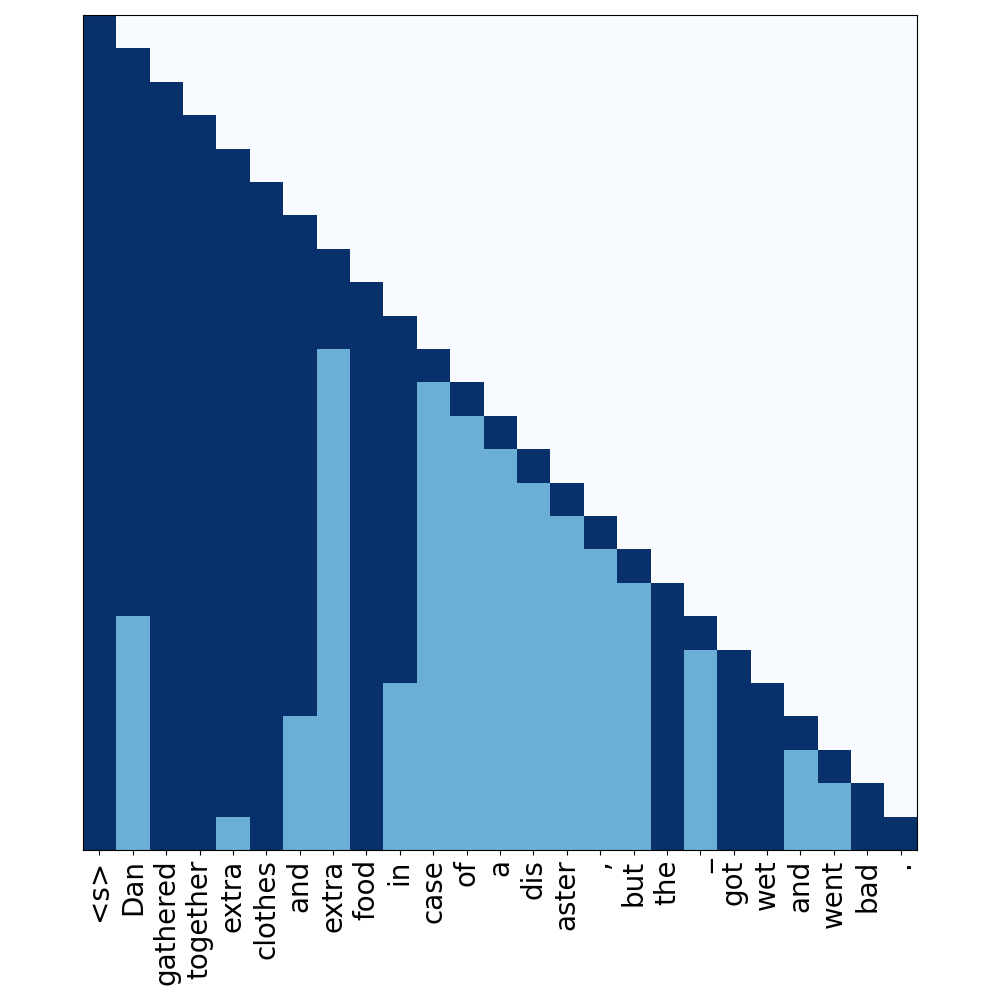 <s> Dan gathered together extra clothes and extra food in case of a dis aster , but the _ got wet and went bad .